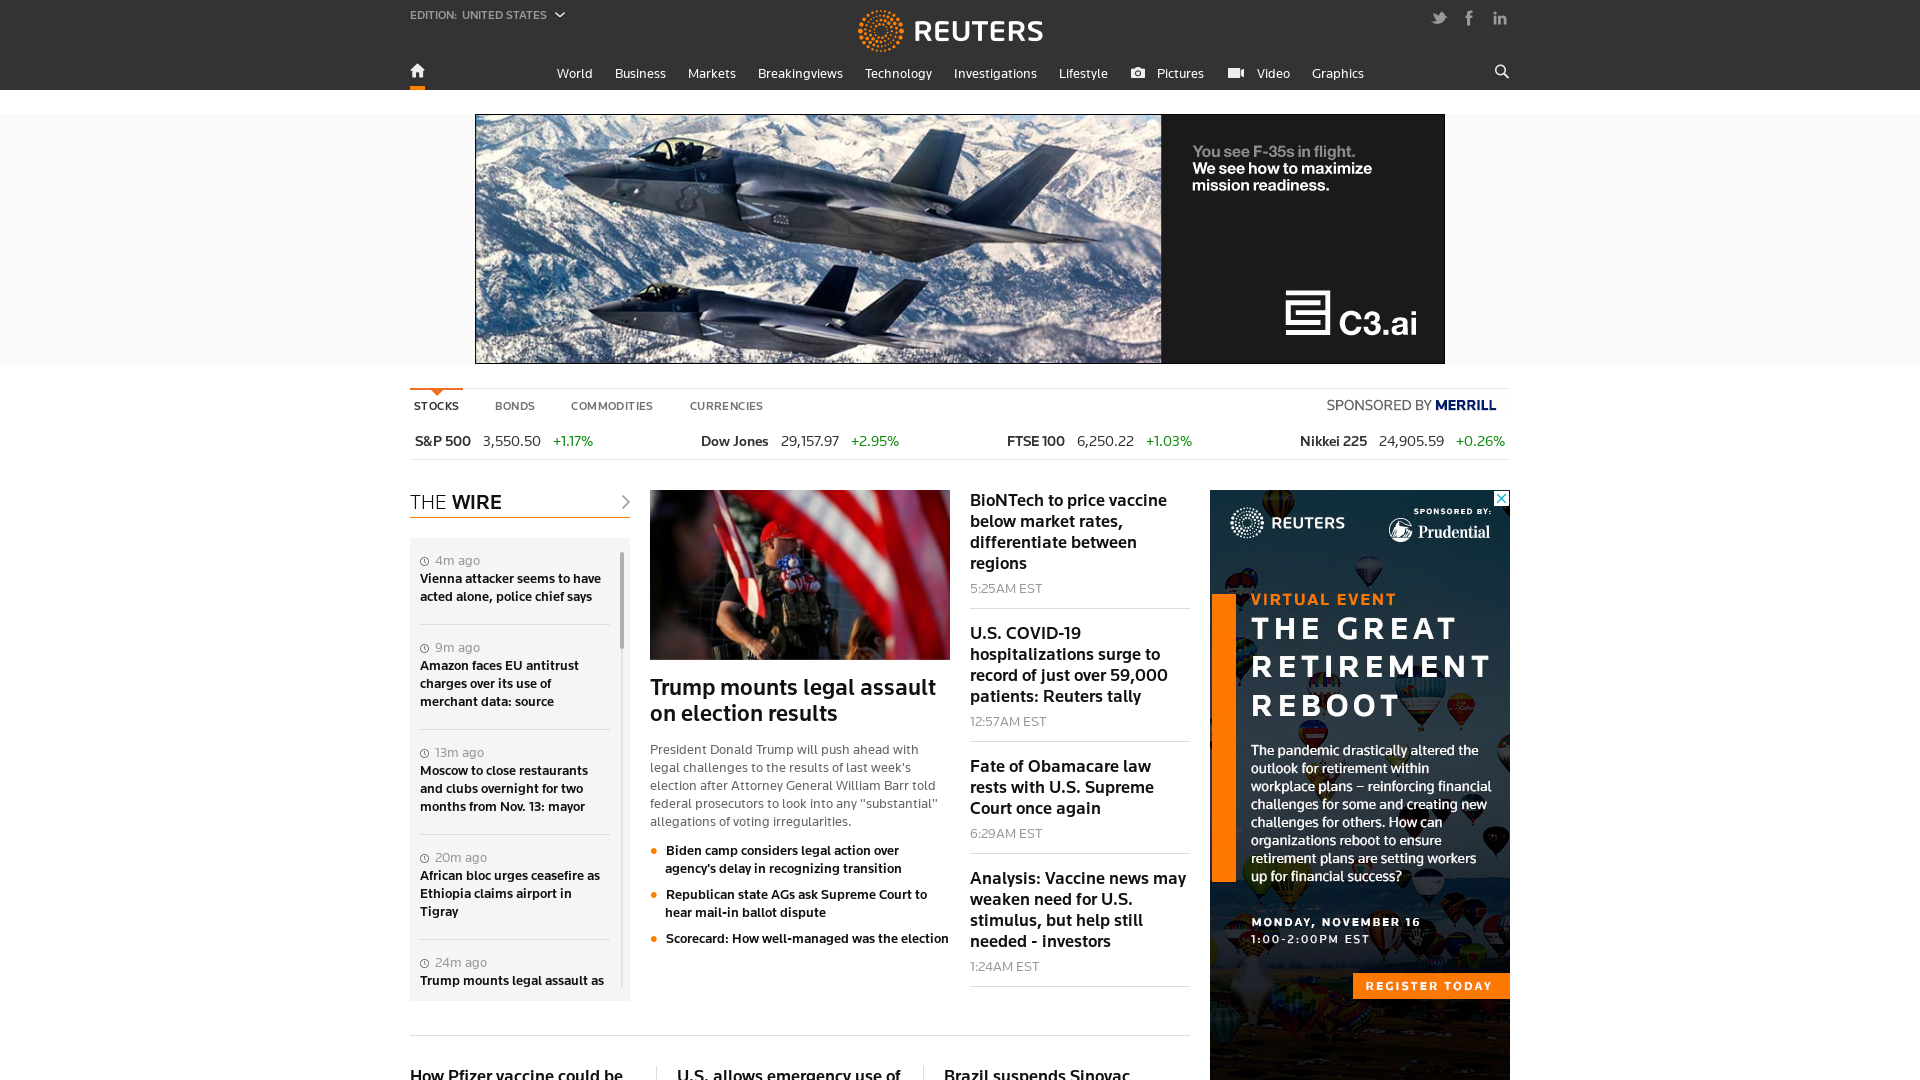 EDITION: UNITED STATES
REUTERS
World Business Markets Breakingviews Technology Investigations Lifestyle Pictures Video Graphics
You see F-35s in flight.
We see how to maximize
mission readiness.
C3.ai
STOCKS BONDS COMMODITIES CURRENCIES
SPONSORED BY MERRILL
S&P 500 3,550.50 +1.17% Dow Jones 29,157.97 +2.95% FTSE 100 6,250.22 +1.03% Nikkei 225 24,905.59 +0.26%
THE WIRE
4m ago
Vienna attacker seems to have
acted alone, police chief says
9m ago
Amazon faces EU antitrust
charges over its use of
merchant data: source
13m ago
Moscow to close restaurants
and clubs overnight for two
months from Nov. 13: mayor
20m ago
African bloc urges ceasefire as
Ethiopia claims airport in
Tigray
24m ago
Trump mounts legal assault as
Trump mounts legal assault
on election results
President Donald Trump will push ahead with
legal challenges to the results of last week's
election after Attorney General William Barr told
federal prosecutors to look into any "substantial"
allegations of voting irregularities.
Biden camp considers legal action over
agency's delay in recognizing transition
Republican state AGs ask Supreme Court to
hear mail-in ballot dispute
Scorecard: How well-managed was the election
BioNTech to price vaccine
below market rates,
differentiate between
regions
5:25AM EST
U.S. COVID-19
hospitalizations surge to
record of just over 59,000
patients: Reuters tally
12:57AM EST
Fate of Obamacare law
rests with U.S. Supreme
Court once again
6:29AM EST
Analysis: Vaccine news may
weaken need for U.S.
stimulus, but help still
needed - investors
1:24AM EST
REUTERS
SPONSORED BY:
Prudential
VIRTUAL EVENT
THE GREAT
RETIREMENT
REBOOT
The pandemic drastically altered the
outlook for retirement within
workplace plans – reinforcing financial
challenges for some and creating new
challenges for others. How can
organizations reboot to ensure
retirement plans are setting workers
up for financial success?
MONDAY, NOVEMBER 16
1:00-2:00PM EST
REGISTER TODAY
How Pfizer vaccine could be
U.S. allows emergency use of
Brazil suspends Sinovac